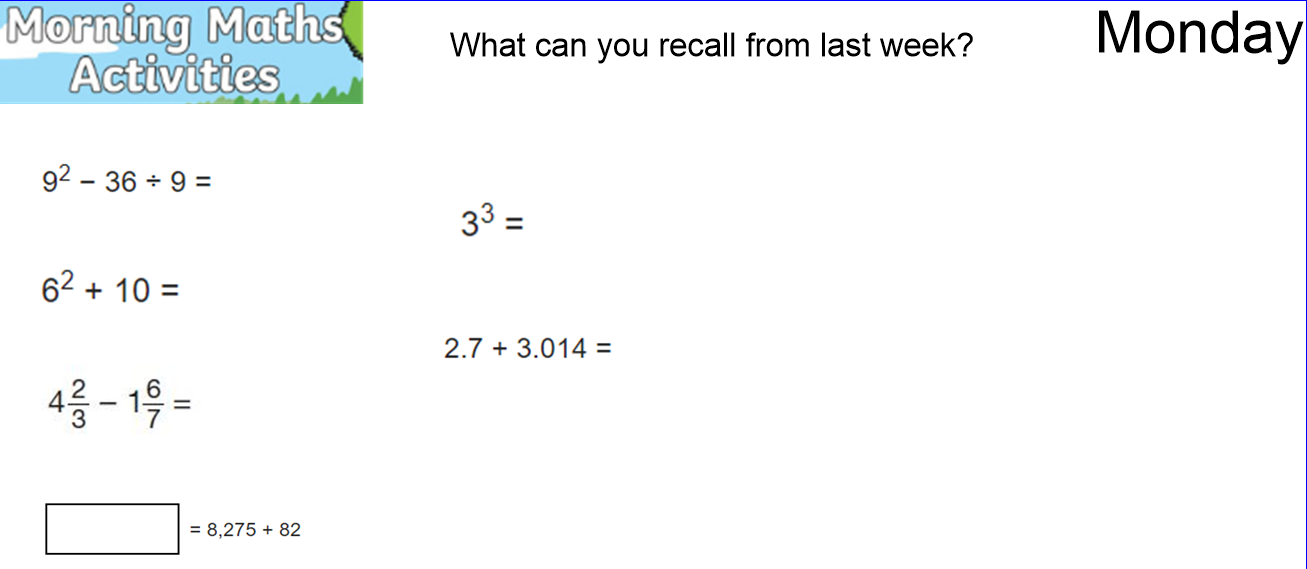 Morning Maths
Activities
What can you recall from last week?
Monday
9² − 36 ÷ 9 =
3³ =
6² + 10 =
2.7 + 3.014 =
4 2/3 − 1 6/7 =
= 8,275 + 82